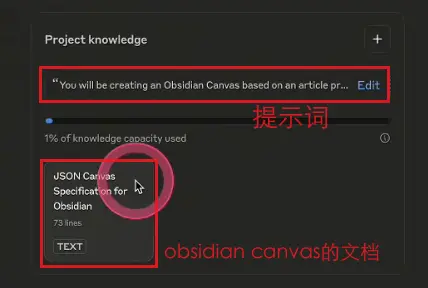 Project knowledge
+
“You will be creating an Obsidian Canvas based on an article pr... Edit
提示词
1% of knowledge capacity used
JSON Canvas
Specification for
Obsidian
73 lines
TEXT
obsidian canvas的文档